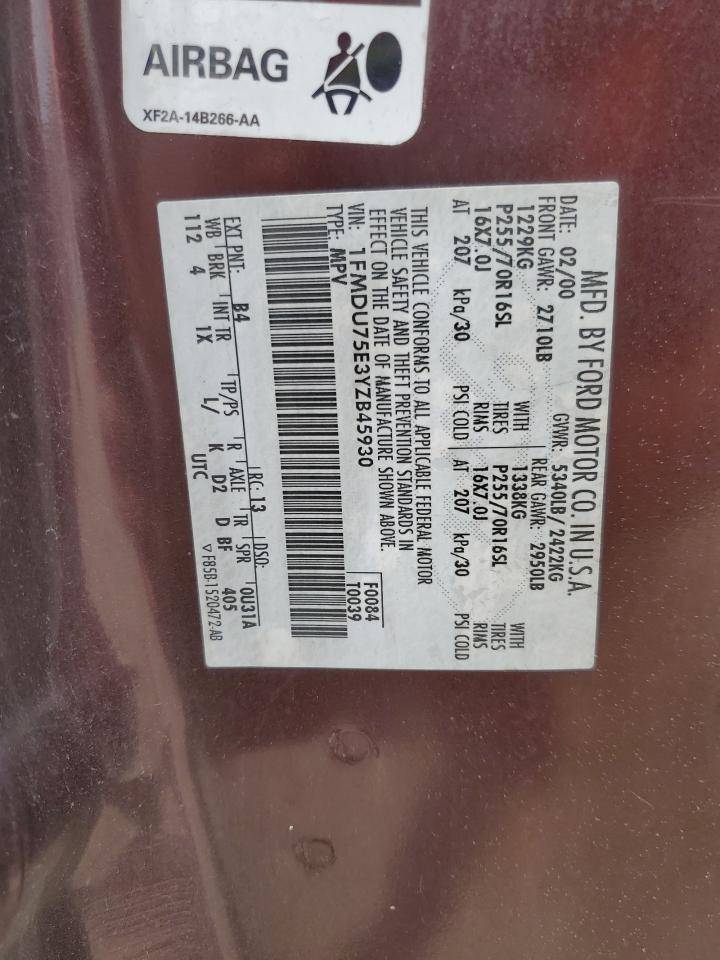 AIRBAG
XF2A-14B266-AA
MFD. BY FORD MOTOR CO. IN U.S.A.
DATE: 02/00 GVWR: 5340LB/2422KG
FRONT GAWR: 2710LB REAR GAWR: 2950LB
1229KG WITH 1338KG WITH
P255/70R16SL TIRES P255/70R16SL TIRES
16X7.0J RIMS 16X7.0J RIMS
AT 207 kPa/30 PSI COLD AT 207 kPa/30 PSI COLD
THIS VEHICLE CONFORMS TO ALL APPLICABLE FEDERAL MOTOR
VEHICLE SAFETY AND THEFT PREVENTION STANDARDS IN
EFFECT ON THE DATE OF MANUFACTURE SHOWN ABOVE.
VIN: 1FMDU75E3YZB45930 F0084
TYPE: MPV T0039
EXT PNT: B4 RC: 13 DSO:
WB BRK INT TR TP/PS R AXLE TR SPR 0U31A
112 4 1X L/ K D2 D BF 405
UTC ▽ F85B-1520472-AB